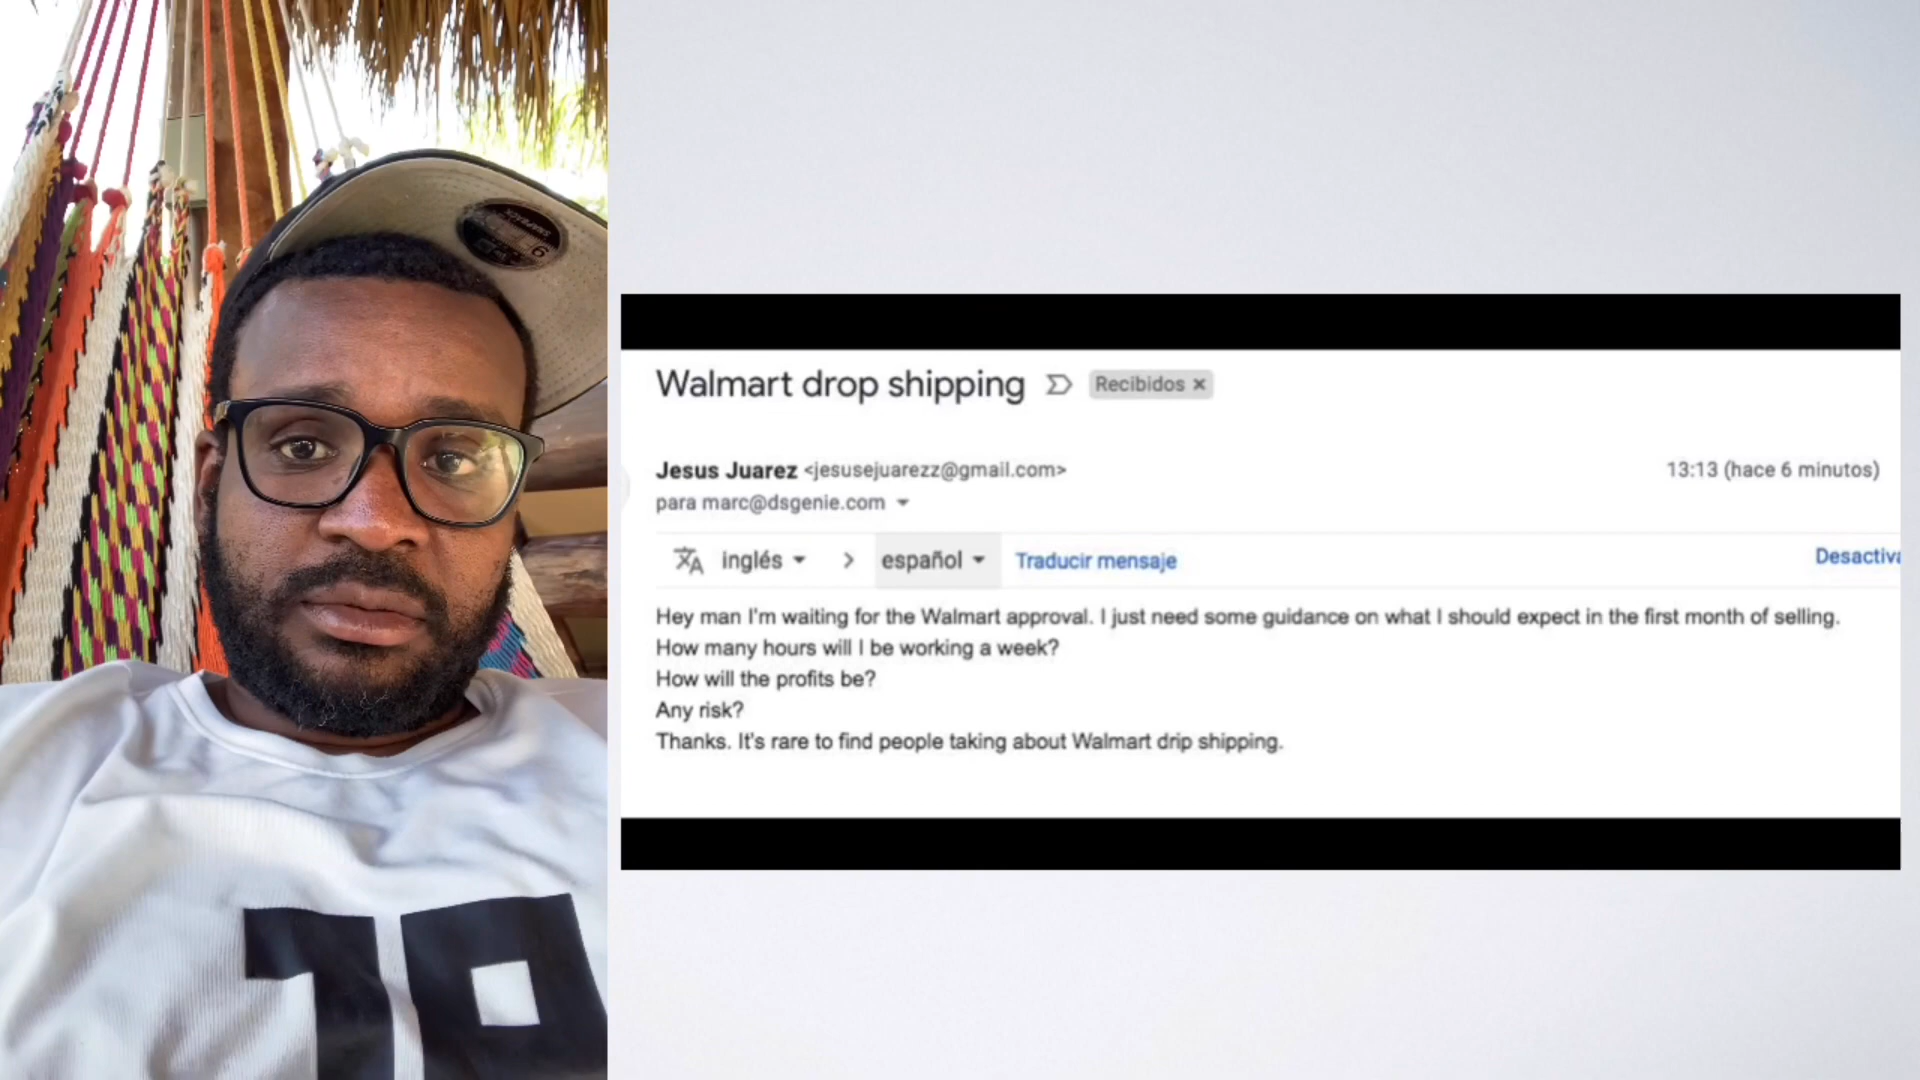 Walmart drop shipping
Recibidos ×
Jesus Juarez <jesusejuarezz@gmail.com>
13:13 (hace 6 minutos)
para marc@dsgenie.com
inglés
español
Traducir mensaje
Desactiva
Hey man I'm waiting for the Walmart approval. I just need some guidance on what I should expect in the first month of selling.
How many hours will I be working a week?
How will the profits be?
Any risk?
Thanks. It's rare to find people taking about Walmart drip shipping.
19